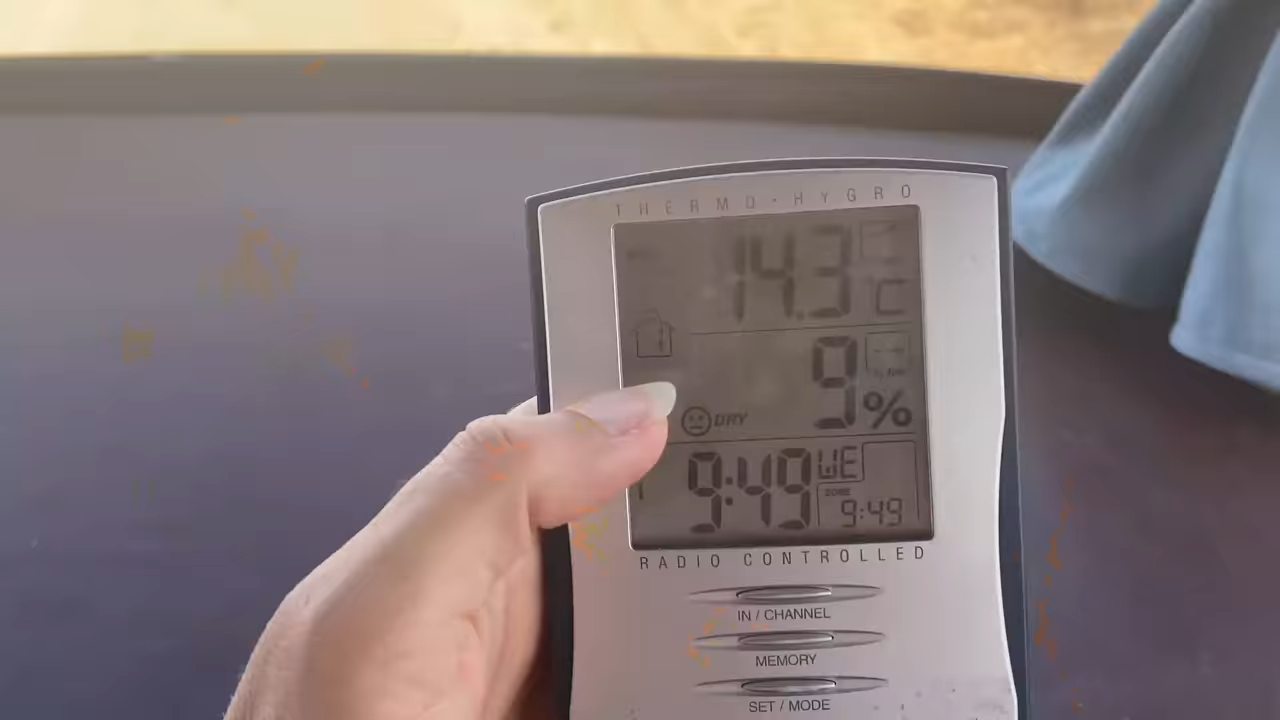 THERMO·HYGRO
14.3 °C
9 %
DRY
9:49 WE
ZONE
9:49
RADIO CONTROLLED
IN / CHANNEL
MEMORY
SET / MODE